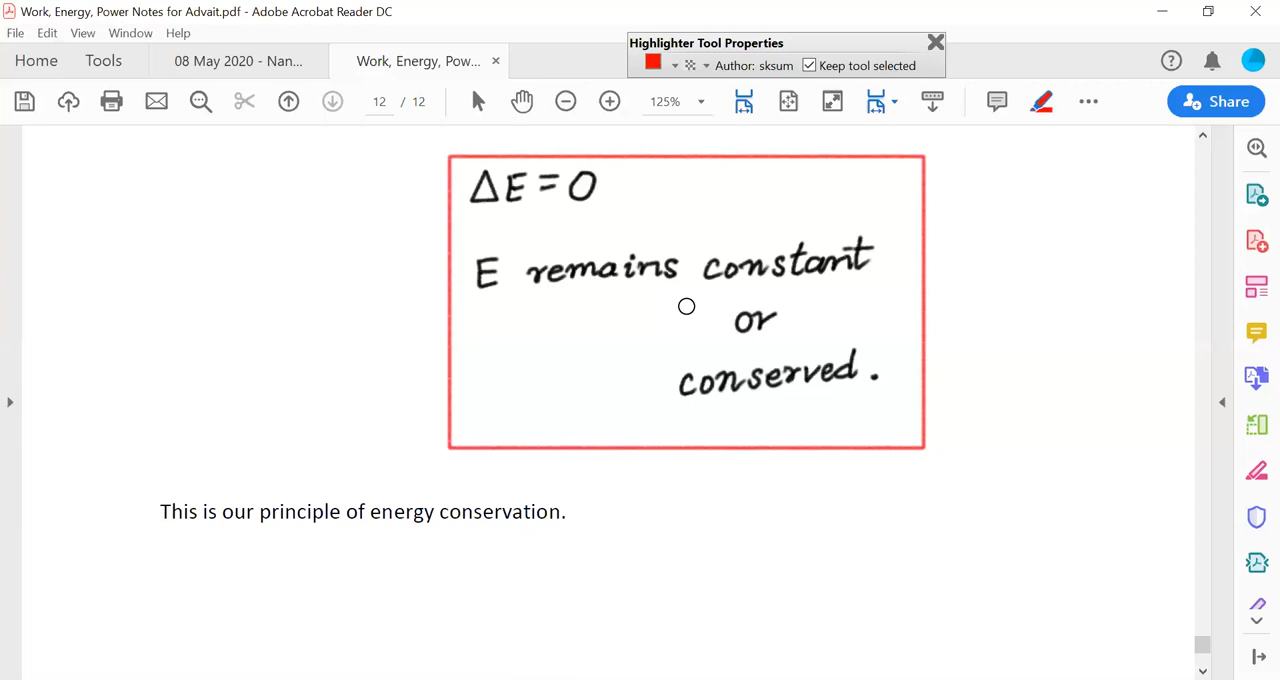 Work, Energy, Power Notes for Advait.pdf - Adobe Acrobat Reader DC
File Edit View Window Help
Highlighter Tool Properties
Home Tools 08 May 2020 - Nan... Work, Energy, Pow... ×
Author: sksum Keep tool selected
12 / 12 125% Share
ΔE = 0
E remains constant
or
conserved.
This is our principle of energy conservation.